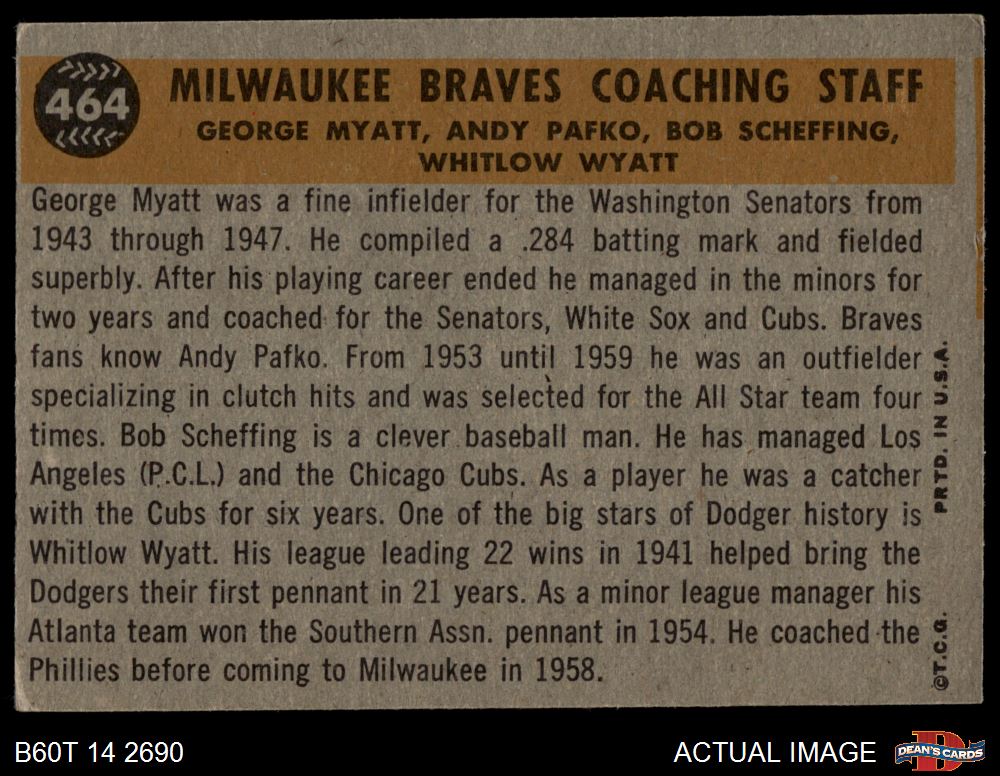 464
MILWAUKEE BRAVES COACHING STAFF
GEORGE MYATT, ANDY PAFKO, BOB SCHEFFING,
WHITLOW WYATT
George Myatt was a fine infielder for the Washington Senators from
1943 through 1947. He compiled a .284 batting mark and fielded
superbly. After his playing career ended he managed in the minors for
two years and coached for the Senators, White Sox and Cubs. Braves
fans know Andy Pafko. From 1953 until 1959 he was an outfielder
specializing in clutch hits and was selected for the All Star team four
times. Bob Scheffing is a clever baseball man. He has managed Los
Angeles (P.C.L.) and the Chicago Cubs. As a player he was a catcher
with the Cubs for six years. One of the big stars of Dodger history is
Whitlow Wyatt. His league leading 22 wins in 1941 helped bring the
Dodgers their first pennant in 21 years. As a minor league manager his
Atlanta team won the Southern Assn. pennant in 1954. He coached the
Phillies before coming to Milwaukee in 1958.
©T.C.G. PRTD. IN U.S.A.
B60T 14 2690
ACTUAL IMAGE
DEAN'S CARDS